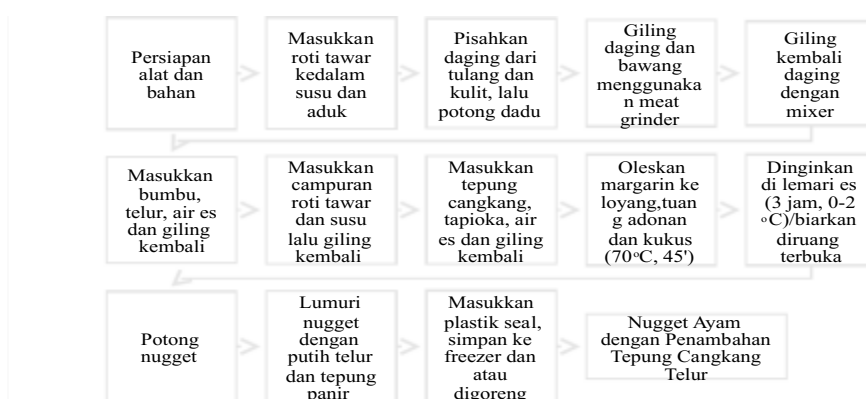 Persiapan
alat dan
bahan
Masukkan
roti tawar
kedalam
susu dan
aduk
Pisahkan
daging dari
tulang dan
kulit, lalu
potong dadu
Giling
daging dan
bawang
menggunaka
n meat
grinder
Giling
kembali
daging
dengan
mixer
Masukkan
bumbu,
telur, air es
dan giling
kembali
Masukkan
campuran
roti tawar
dan susu
lalu giling
kembali
Masukkan
tepung
cangkang,
tapioka, air
es dan giling
kembali
Oleskan
margarin ke
loyang,tuan
g adonan
dan kukus
(70°C, 45')
Dinginkan
di lemari es
(3 jam, 0-2
°C)/biarkan
diruang
terbuka
Potong
nugget
Lumuri
nugget
dengan
putih telur
dan tepung
panir
Masukkan
plastik seal,
simpan ke
freezer dan
atau
digoreng
Nugget Ayam
dengan Penambahan
Tepung Cangkang
Telur